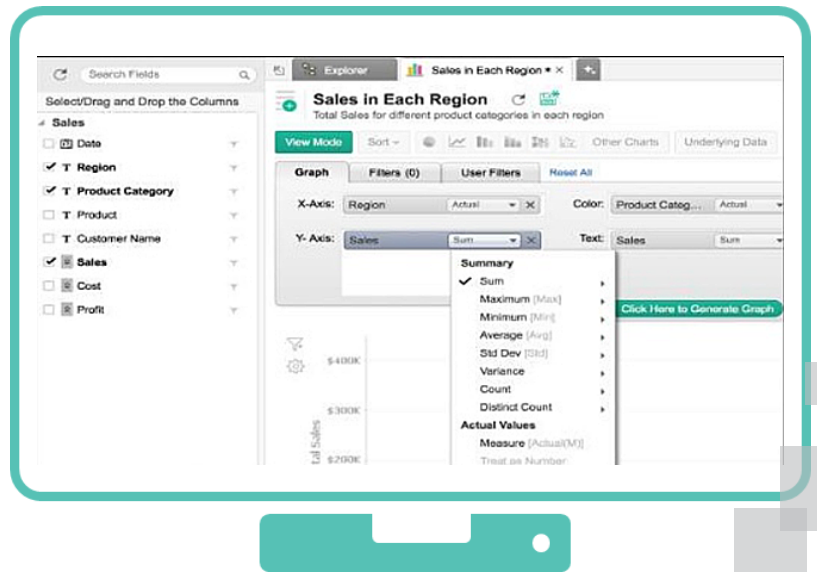 Search Fields
Select/Drag and Drop the Columns
Sales
Date
T Region
T Product Category
T Product
T Customer Name
Sales
Cost
Profit
Explorer
Sales in Each Region • ×
Sales in Each Region
Total Sales for different product categories in each region
View Mode Sort Other Charts Underlying Data
Graph Filters (0) User Filters Reset All
X-Axis: Region Actual × Color: Product Categ... Actual
Y- Axis: Sales Sum × Text: Sales Sum
Summary
Sum
Maximum [Max]
Minimum [Min]
Average [Avg]
Std Dev [Std]
Variance
Count
Distinct Count
Actual Values
Measure [Actual(M)]
Treat as Number
Click Here to Generate Graph
$400K
$300K
$200K
tal Sales